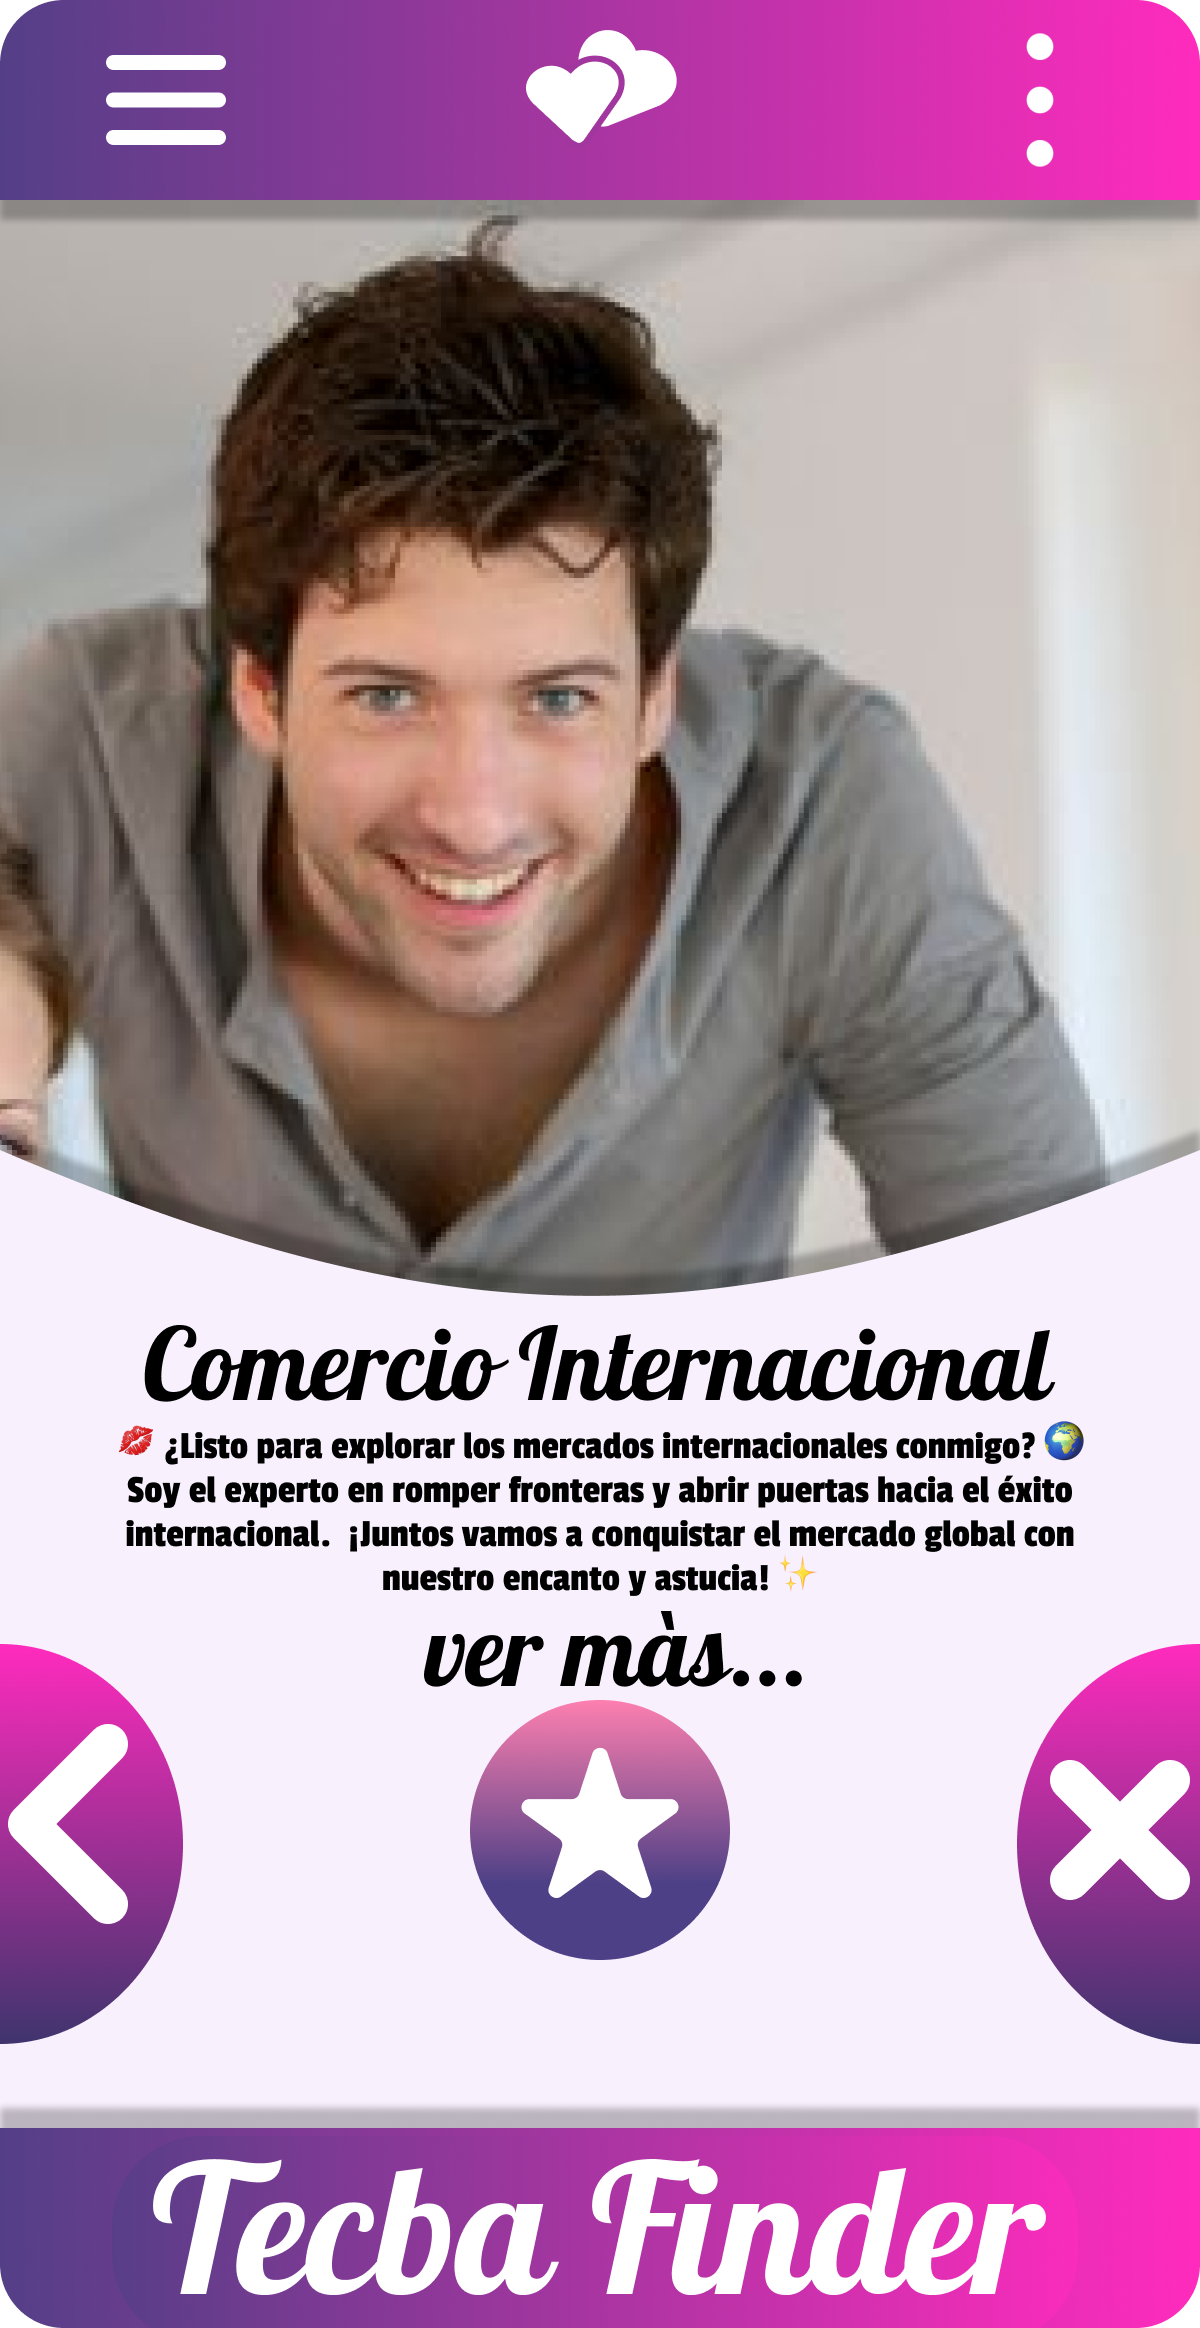 Comercio Internacional
💋 ¿Listo para explorar los mercados internacionales conmigo? 🌍
Soy el experto en romper fronteras y abrir puertas hacia el éxito
internacional.  ¡Juntos vamos a conquistar el mercado global con
nuestro encanto y astucia! ✨
ver màs...
Tecba Finder